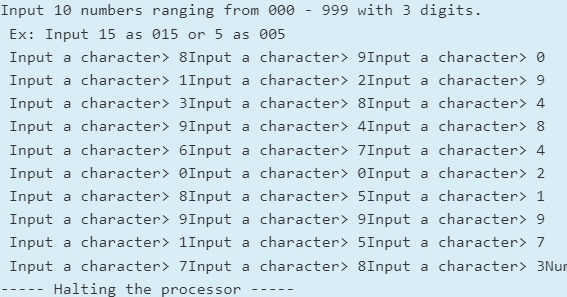 Input 10 numbers ranging from 000 - 999 with 3 digits.
Ex: Input 15 as 015 or 5 as 005
Input a character> 8Input a character> 9Input a character> 0
Input a character> 1Input a character> 2Input a character> 9
Input a character> 3Input a character> 8Input a character> 4
Input a character> 9Input a character> 4Input a character> 8
Input a character> 6Input a character> 7Input a character> 4
Input a character> 0Input a character> 0Input a character> 2
Input a character> 8Input a character> 5Input a character> 1
Input a character> 9Input a character> 9Input a character> 9
Input a character> 1Input a character> 5Input a character> 7
Input a character> 7Input a character> 8Input a character> 3Nu
----- Halting the processor -----